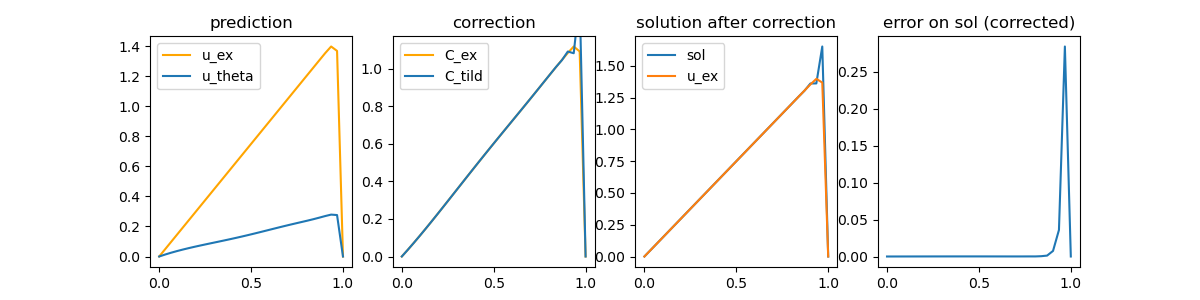 prediction
u_ex
u_theta
1.4
1.2
1.0
0.8
0.6
0.4
0.2
0.0
0.0 0.5 1.0
correction
C_ex
C_tild
1.0
0.8
0.6
0.4
0.2
0.0
0.0 0.5 1.0
solution after correction
sol
u_ex
1.50
1.25
1.00
0.75
0.50
0.25
0.00
0.0 0.5 1.0
error on sol (corrected)
0.25
0.20
0.15
0.10
0.05
0.00
0.0 0.5 1.0